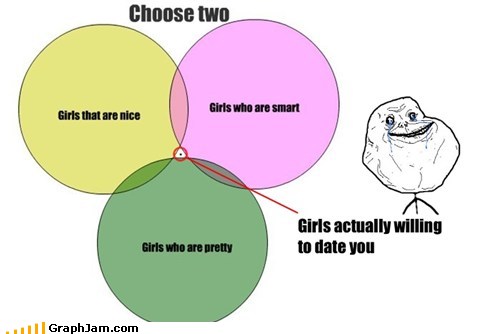 Choose two
Girls that are nice
Girls who are smart
Girls actually willing
to date you
Girls who are pretty
GraphJam.com